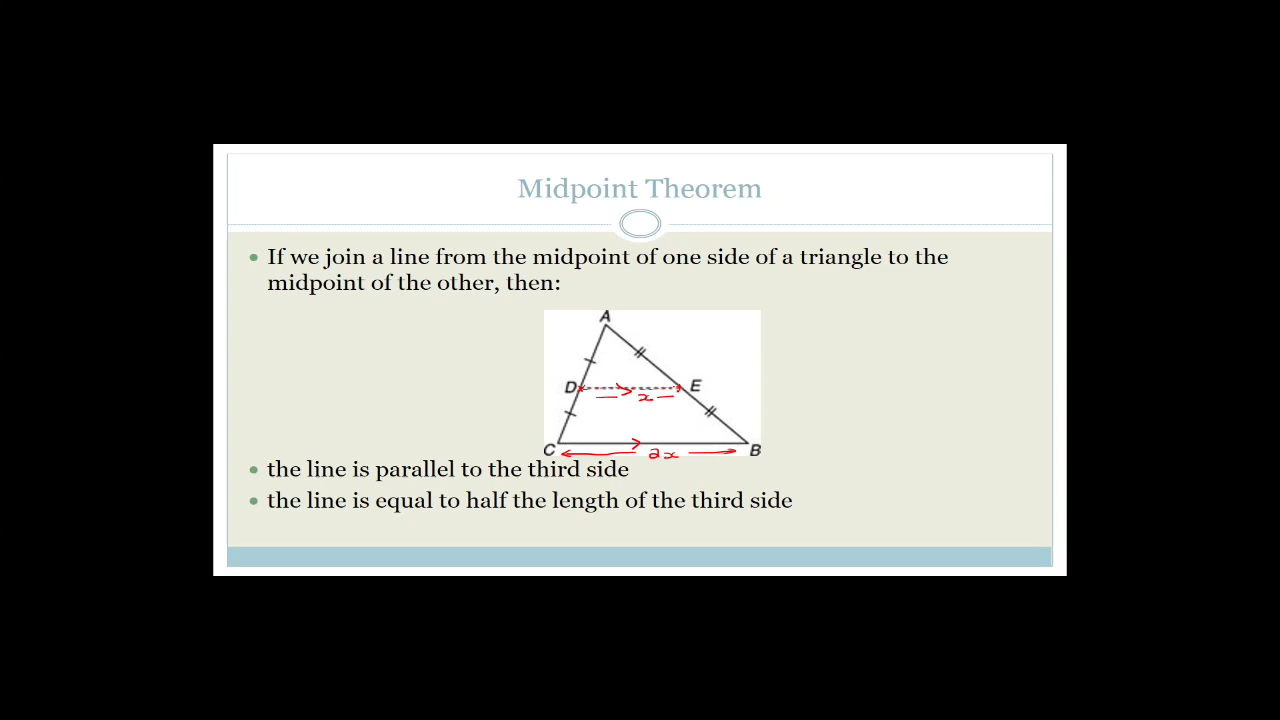 Midpoint Theorem
• If we join a line from the midpoint of one side of a triangle to the
midpoint of the other, then:
A
D
E
x
C
B
2x
• the line is parallel to the third side
• the line is equal to half the length of the third side